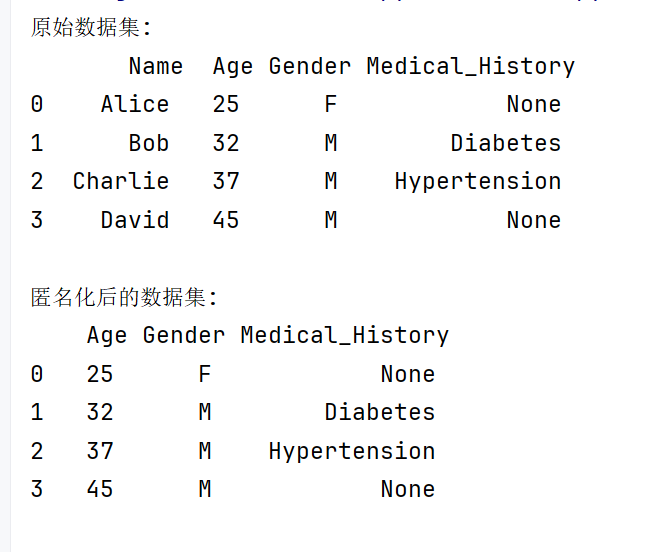 原始数据集:
Name Age Gender Medical_History
0 Alice 25 F None
1 Bob 32 M Diabetes
2 Charlie 37 M Hypertension
3 David 45 M None
匿名化后的数据集:
Age Gender Medical_History
0 25 F None
1 32 M Diabetes
2 37 M Hypertension
3 45 M None